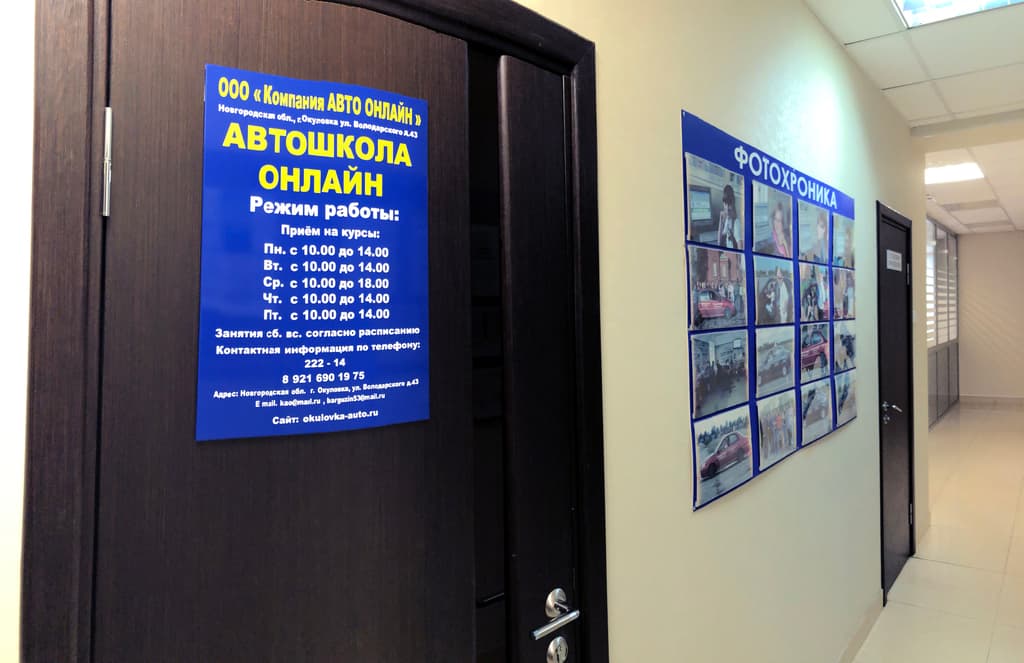 ООО « Компания АВТО ОНЛАЙН »
Новгородская обл., г.Окуловка ул. Володарского д.43
АВТОШКОЛА
ОНЛАЙН
Режим работы:
Приём на курсы:
Пн. с 10.00 до 14.00
Вт. с 10.00 до 14.00
Ср. с 10.00 до 18.00
Чт. с 10.00 до 14.00
Пт. с 10.00 до 14.00
Занятия сб. вс. согласно расписанию
Контактная информация по телефону:
222 - 14
8 921 690 19 75
Адрес: Новгородская обл. г. Окуловка, ул. Володарского д.43
E mail. kao@mail.ru , barguzin53@mail.ru
Сайт: okulovka-auto.ru
ФОТОХРОНИКА